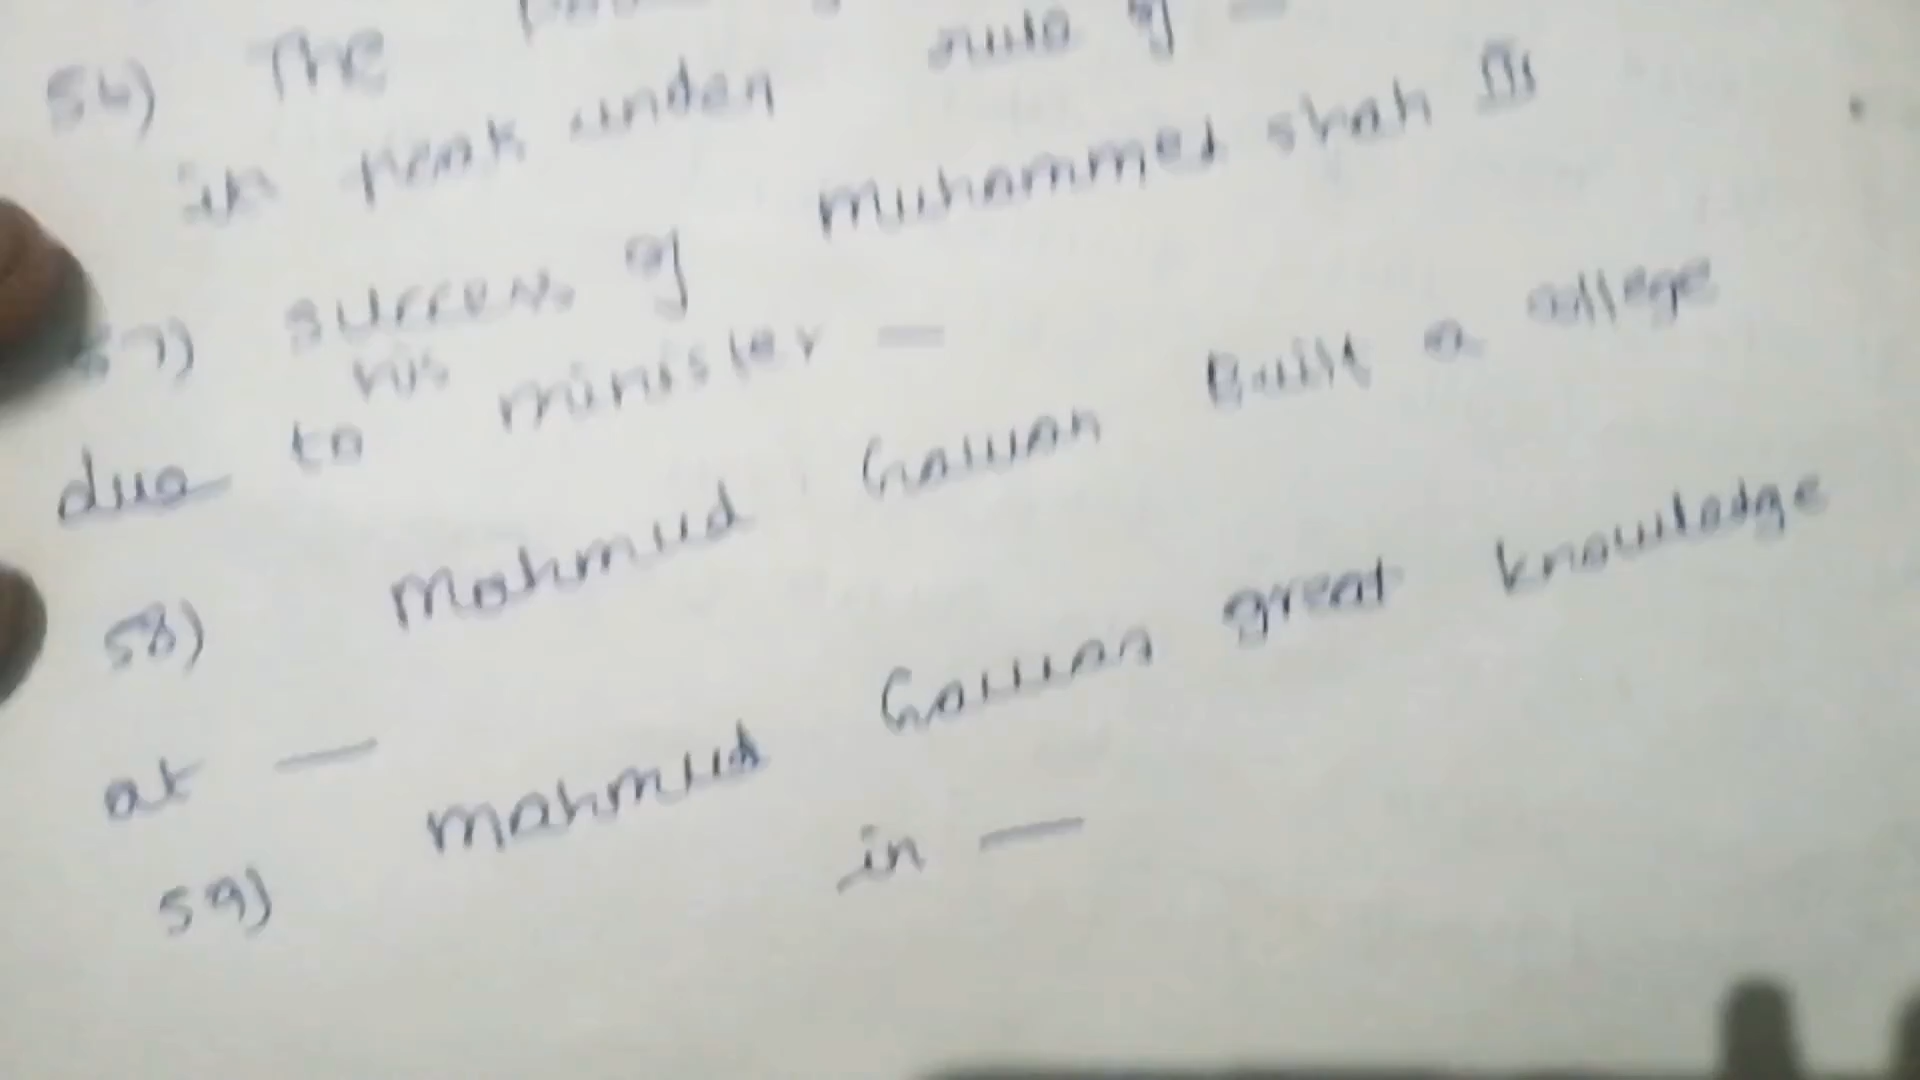 56) The
its peak under rule of —
57) success of Muhammed shah III
due to his minister —
58) Mahmud Gawan Built a college
at —
59) Mahmud Gawan great knowledge
in —